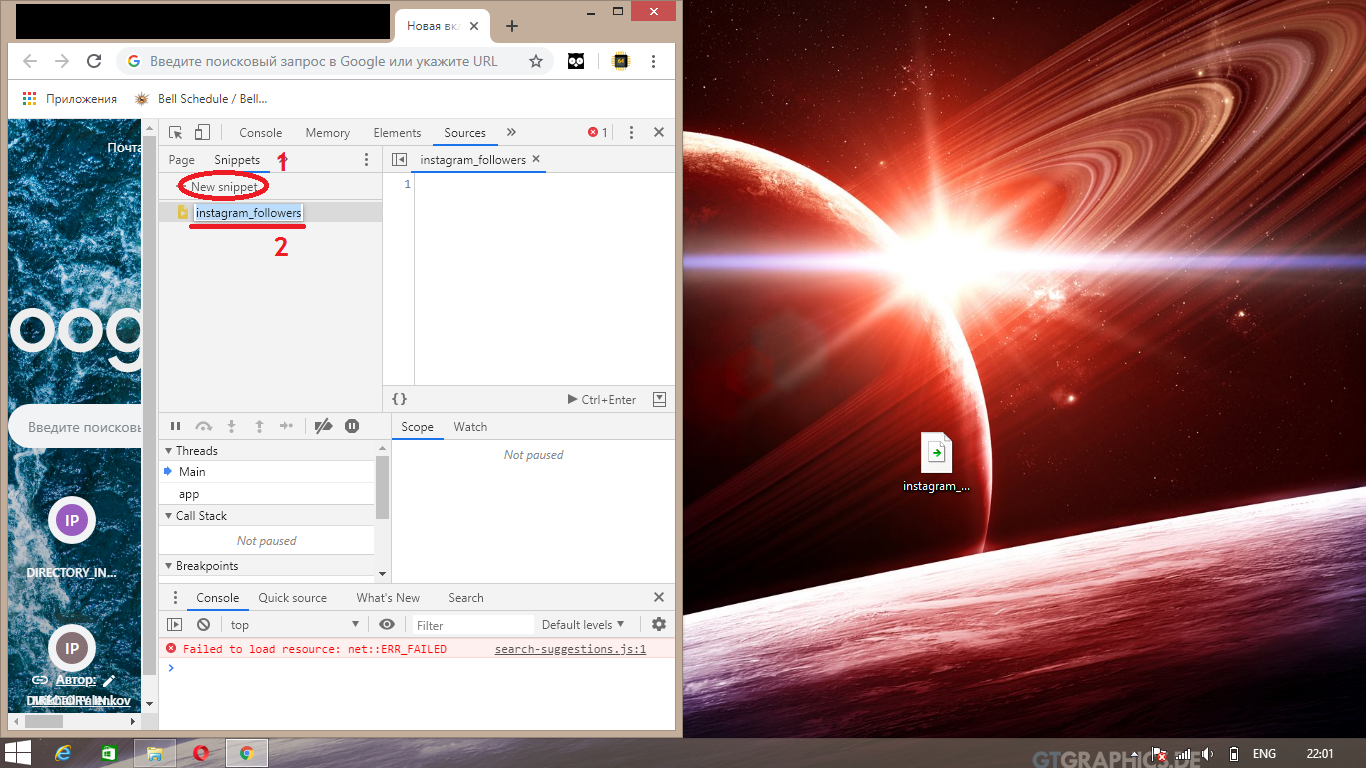 Новая вкл
Введите поисковый запрос в Google или укажите URL
64
Приложения
Bell Schedule / Bell...
Почта
Console Memory Elements Sources » 1
Page Snippets 1
instagram_followers
New snippet
1
instagram_followers
2
oog
{} Ctrl+Enter
Введите поисковы
Scope Watch
Threads
Not paused
Main
app
Call Stack
IP
Not paused
Breakpoints
DIRECTORY_IN...
Console Quick source What's New Search
top Filter Default levels
Failed to load resource: net::ERR_FAILED search-suggestions.js:1
IP
Автор:
instagram_...
GTGRAPHICS.DE
ENG
22:01